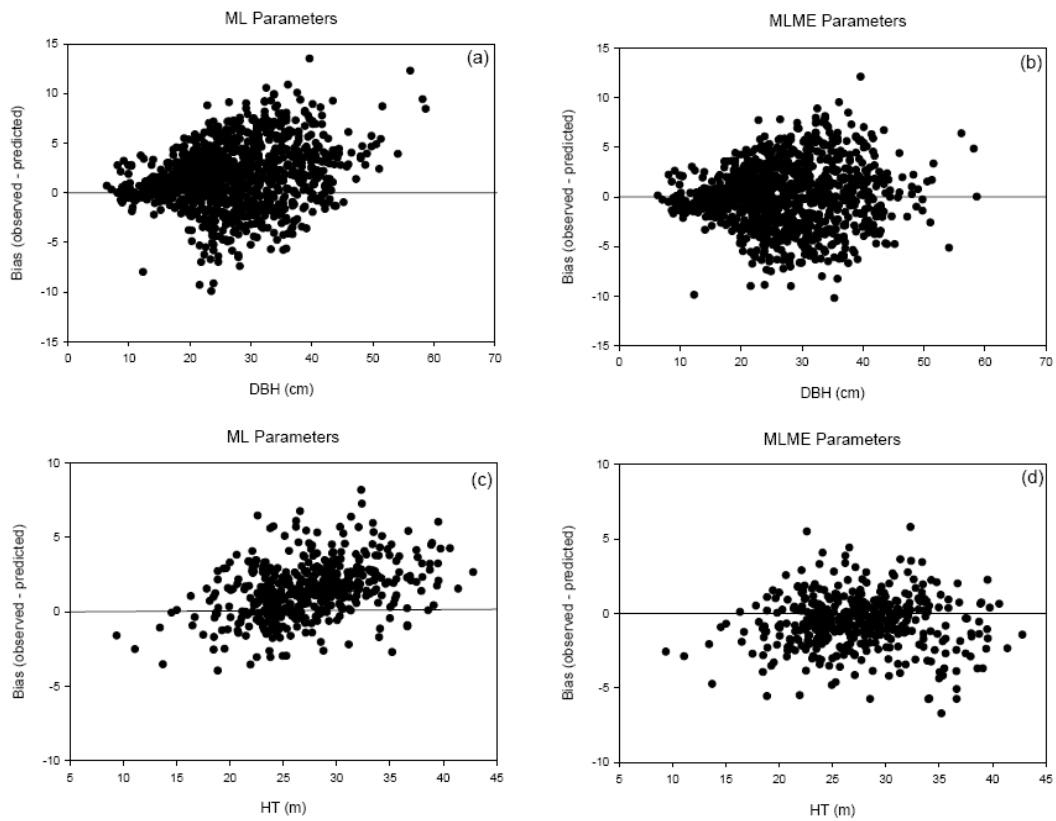 ML Parameters
(a)
15
10
5
0
-5
-10
-15
Bias (observed - predicted)
0 10 20 30 40 50 60 70
DBH (cm)
MLME Parameters
(b)
15
10
5
0
-5
-10
-15
Bias (observed - predicted)
0 10 20 30 40 50 60 70
DBH (cm)
ML Parameters
(c)
10
5
0
-5
-10
Bias (observed - predicted)
5 10 15 20 25 30 35 40 45
HT (m)
MLME Parameters
(d)
10
5
0
-5
-10
Bias (observed - predicted)
5 10 15 20 25 30 35 40 45
HT (m)